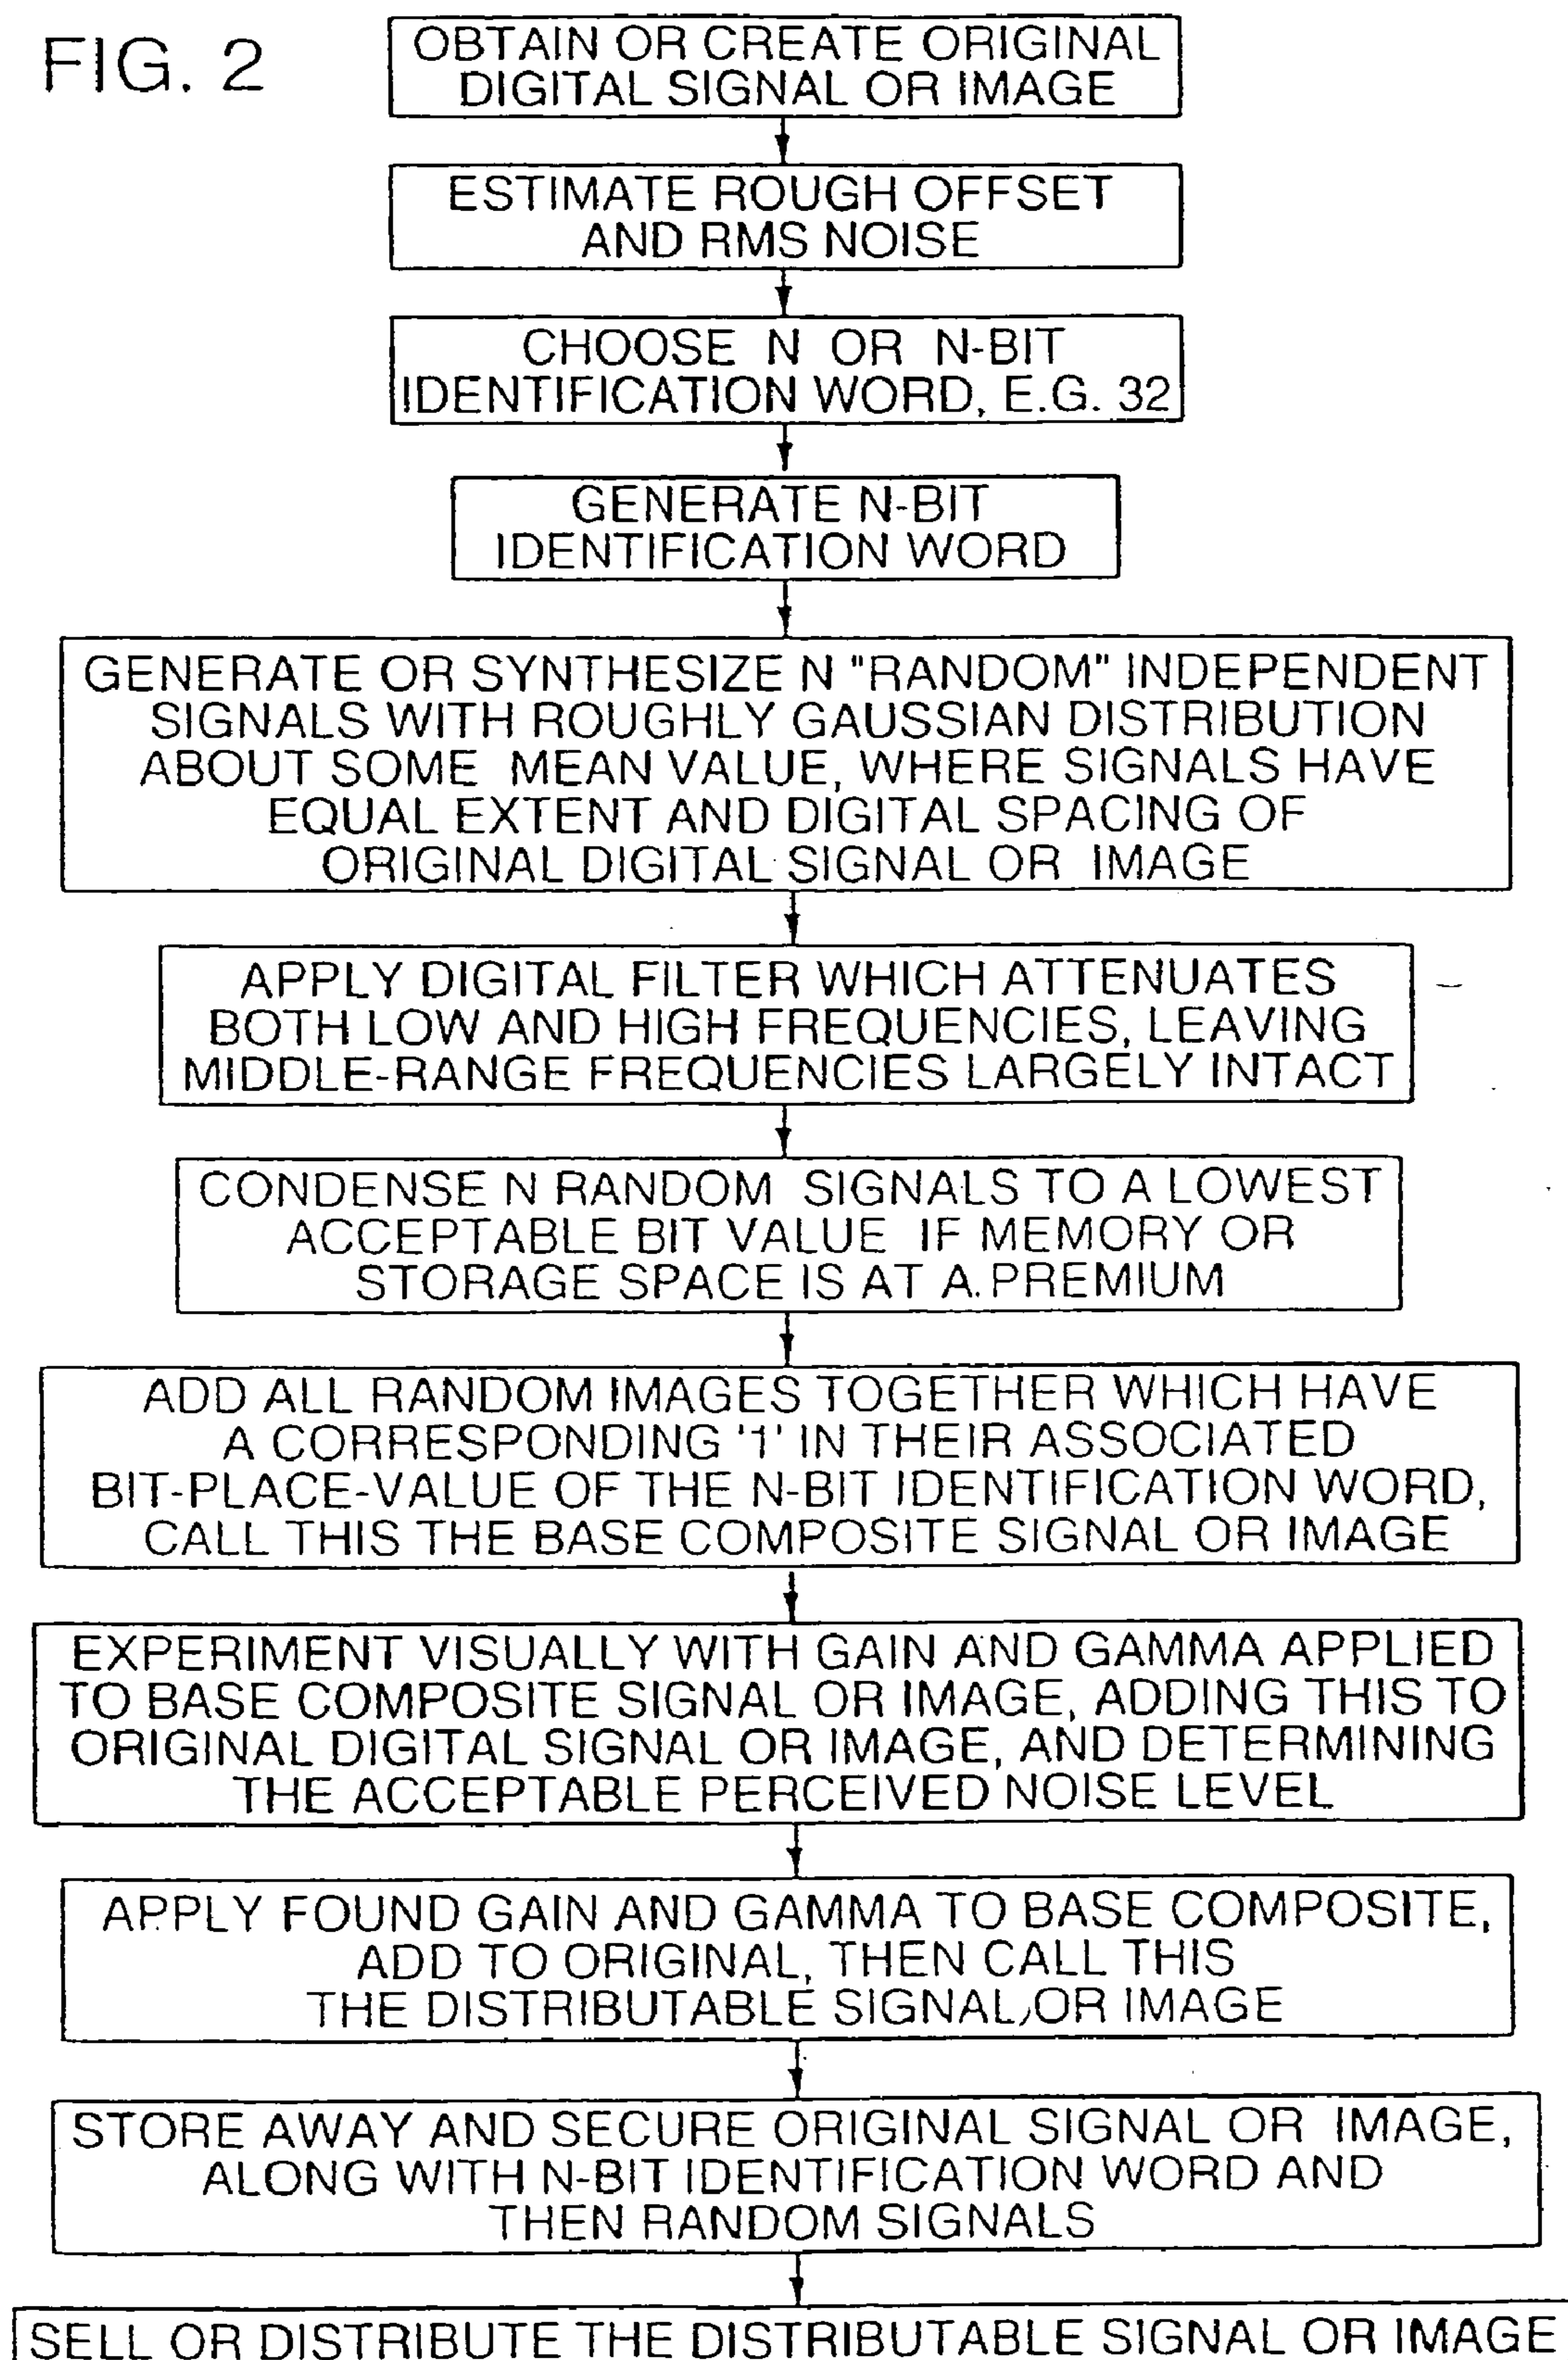 FIG. 2
OBTAIN OR CREATE ORIGINAL
DIGITAL SIGNAL OR IMAGE
ESTIMATE ROUGH OFFSET
AND RMS NOISE
CHOOSE N OR N-BIT
IDENTIFICATION WORD, E.G. 32
GENERATE N-BIT
IDENTIFICATION WORD
GENERATE OR SYNTHESIZE N "RANDOM" INDEPENDENT
SIGNALS WITH ROUGHLY GAUSSIAN DISTRIBUTION
ABOUT SOME MEAN VALUE, WHERE SIGNALS HAVE
EQUAL EXTENT AND DIGITAL SPACING OF
ORIGINAL DIGITAL SIGNAL OR IMAGE
APPLY DIGITAL FILTER WHICH ATTENUATES
BOTH LOW AND HIGH FREQUENCIES, LEAVING
MIDDLE-RANGE FREQUENCIES LARGELY INTACT
CONDENSE N RANDOM SIGNALS TO A LOWEST
ACCEPTABLE BIT VALUE IF MEMORY OR
STORAGE SPACE IS AT A PREMIUM
ADD ALL RANDOM IMAGES TOGETHER WHICH HAVE
A CORRESPONDING '1' IN THEIR ASSOCIATED
BIT-PLACE-VALUE OF THE N-BIT IDENTIFICATION WORD,
CALL THIS THE BASE COMPOSITE SIGNAL OR IMAGE
EXPERIMENT VISUALLY WITH GAIN AND GAMMA APPLIED
TO BASE COMPOSITE SIGNAL OR IMAGE, ADDING THIS TO
ORIGINAL DIGITAL SIGNAL OR IMAGE, AND DETERMINING
THE ACCEPTABLE PERCEIVED NOISE LEVEL
APPLY FOUND GAIN AND GAMMA TO BASE COMPOSITE,
ADD TO ORIGINAL, THEN CALL THIS
THE DISTRIBUTABLE SIGNAL OR IMAGE
STORE AWAY AND SECURE ORIGINAL SIGNAL OR IMAGE,
ALONG WITH N-BIT IDENTIFICATION WORD AND
THEN RANDOM SIGNALS
SELL OR DISTRIBUTE THE DISTRIBUTABLE SIGNAL OR IMAGE